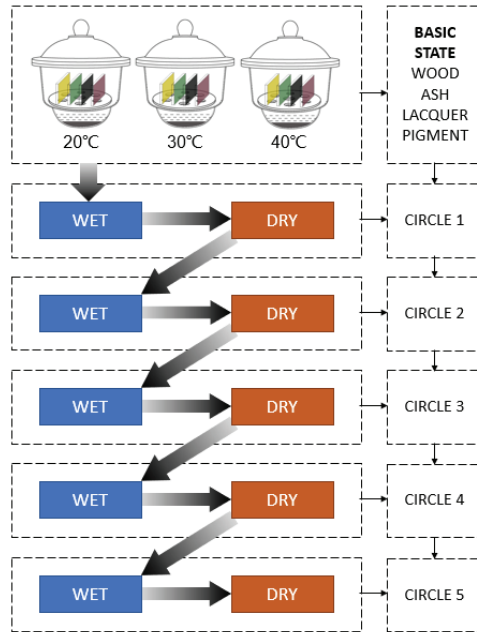 BASIC
STATE
WOOD
ASH
LACQUER
PIGMENT
20℃ 30℃ 40℃
WET DRY CIRCLE 1
WET DRY CIRCLE 2
WET DRY CIRCLE 3
WET DRY CIRCLE 4
WET DRY CIRCLE 5